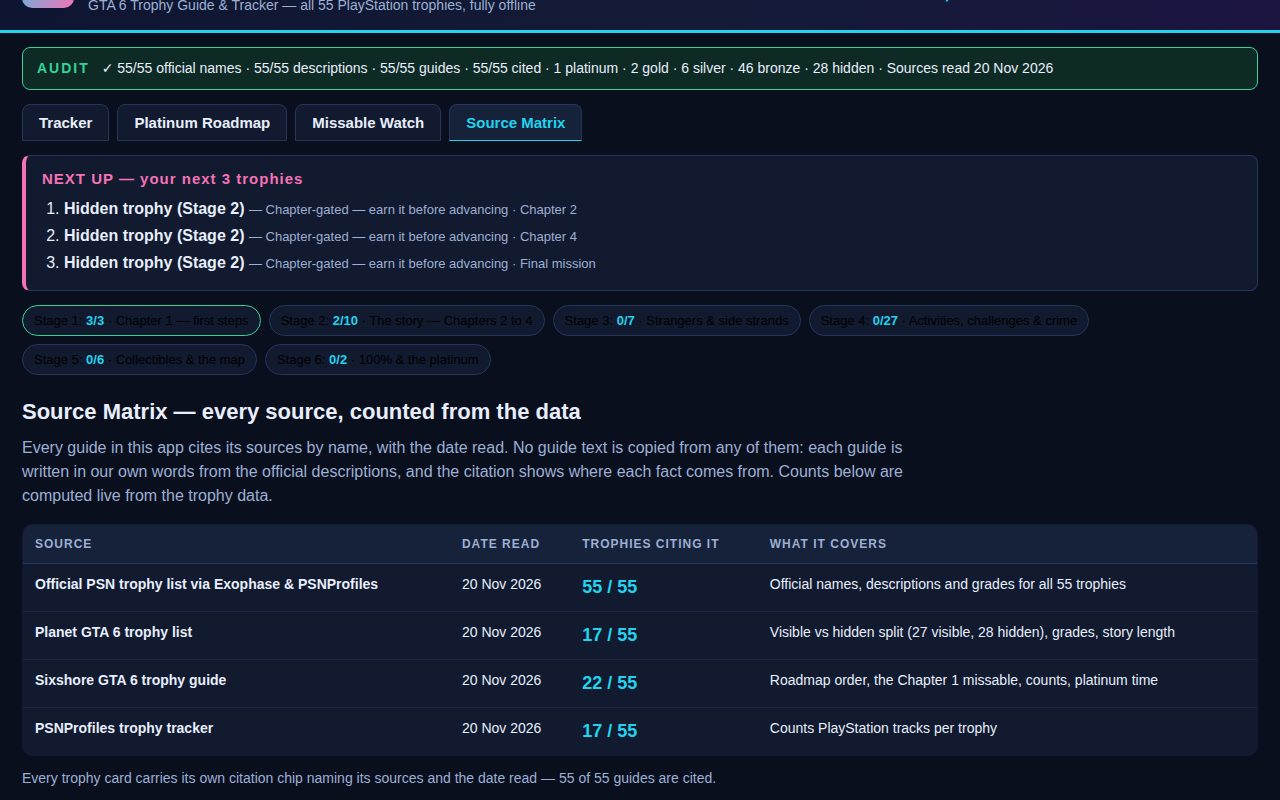 GTA 6 Trophy Guide & Tracker — all 55 PlayStation trophies, fully offline
AUDIT ✓ 55/55 official names · 55/55 descriptions · 55/55 guides · 55/55 cited · 1 platinum · 2 gold · 6 silver · 46 bronze · 28 hidden · Sources read 20 Nov 2026
Tracker Platinum Roadmap Missable Watch Source Matrix
NEXT UP — your next 3 trophies
1. Hidden trophy (Stage 2) — Chapter-gated — earn it before advancing · Chapter 2
2. Hidden trophy (Stage 2) — Chapter-gated — earn it before advancing · Chapter 4
3. Hidden trophy (Stage 2) — Chapter-gated — earn it before advancing · Final mission
Stage 1: 3/3 · Chapter 1 — first steps Stage 2: 2/10 · The story — Chapters 2 to 4 Stage 3: 0/7 · Strangers & side strands Stage 4: 0/27 · Activities, challenges & crime
Stage 5: 0/6 · Collectibles & the map Stage 6: 0/2 · 100% & the platinum
Source Matrix — every source, counted from the data
Every guide in this app cites its sources by name, with the date read. No guide text is copied from any of them: each guide is
written in our own words from the official descriptions, and the citation shows where each fact comes from. Counts below are
computed live from the trophy data.
SOURCE DATE READ TROPHIES CITING IT WHAT IT COVERS
Official PSN trophy list via Exophase & PSNProfiles 20 Nov 2026 55 / 55 Official names, descriptions and grades for all 55 trophies
Planet GTA 6 trophy list 20 Nov 2026 17 / 55 Visible vs hidden split (27 visible, 28 hidden), grades, story length
Sixshore GTA 6 trophy guide 20 Nov 2026 22 / 55 Roadmap order, the Chapter 1 missable, counts, platinum time
PSNProfiles trophy tracker 20 Nov 2026 17 / 55 Counts PlayStation tracks per trophy
Every trophy card carries its own citation chip naming its sources and the date read — 55 of 55 guides are cited.